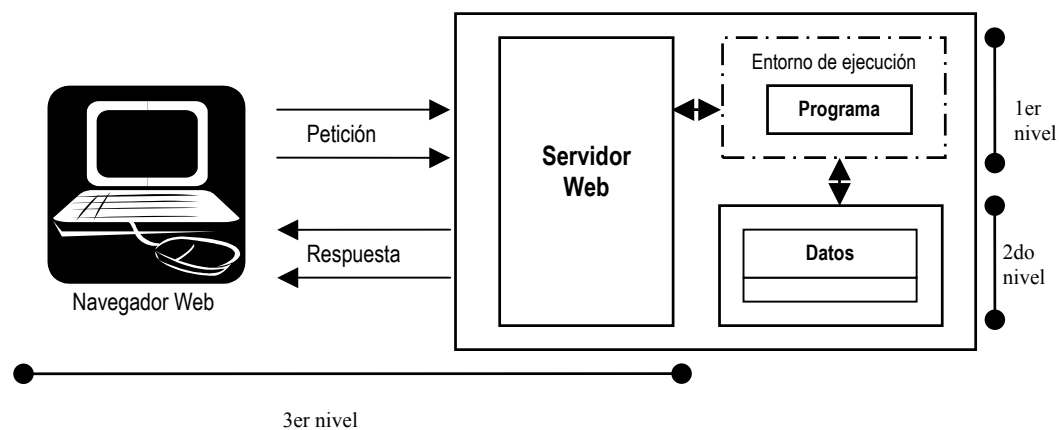 Entorno de ejecución
Programa
1er
nivel
Petición
Servidor
Web
Respuesta
Datos
2do
nivel
Navegador Web
3er nivel